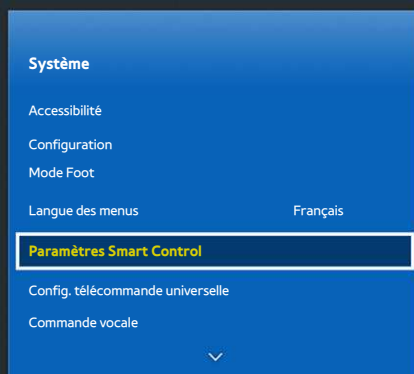 Système
Accessibilité
Configuration
Mode Foot
Langue des menus Français
Paramètres Smart Control
Config. télécommande universelle
Commande vocale